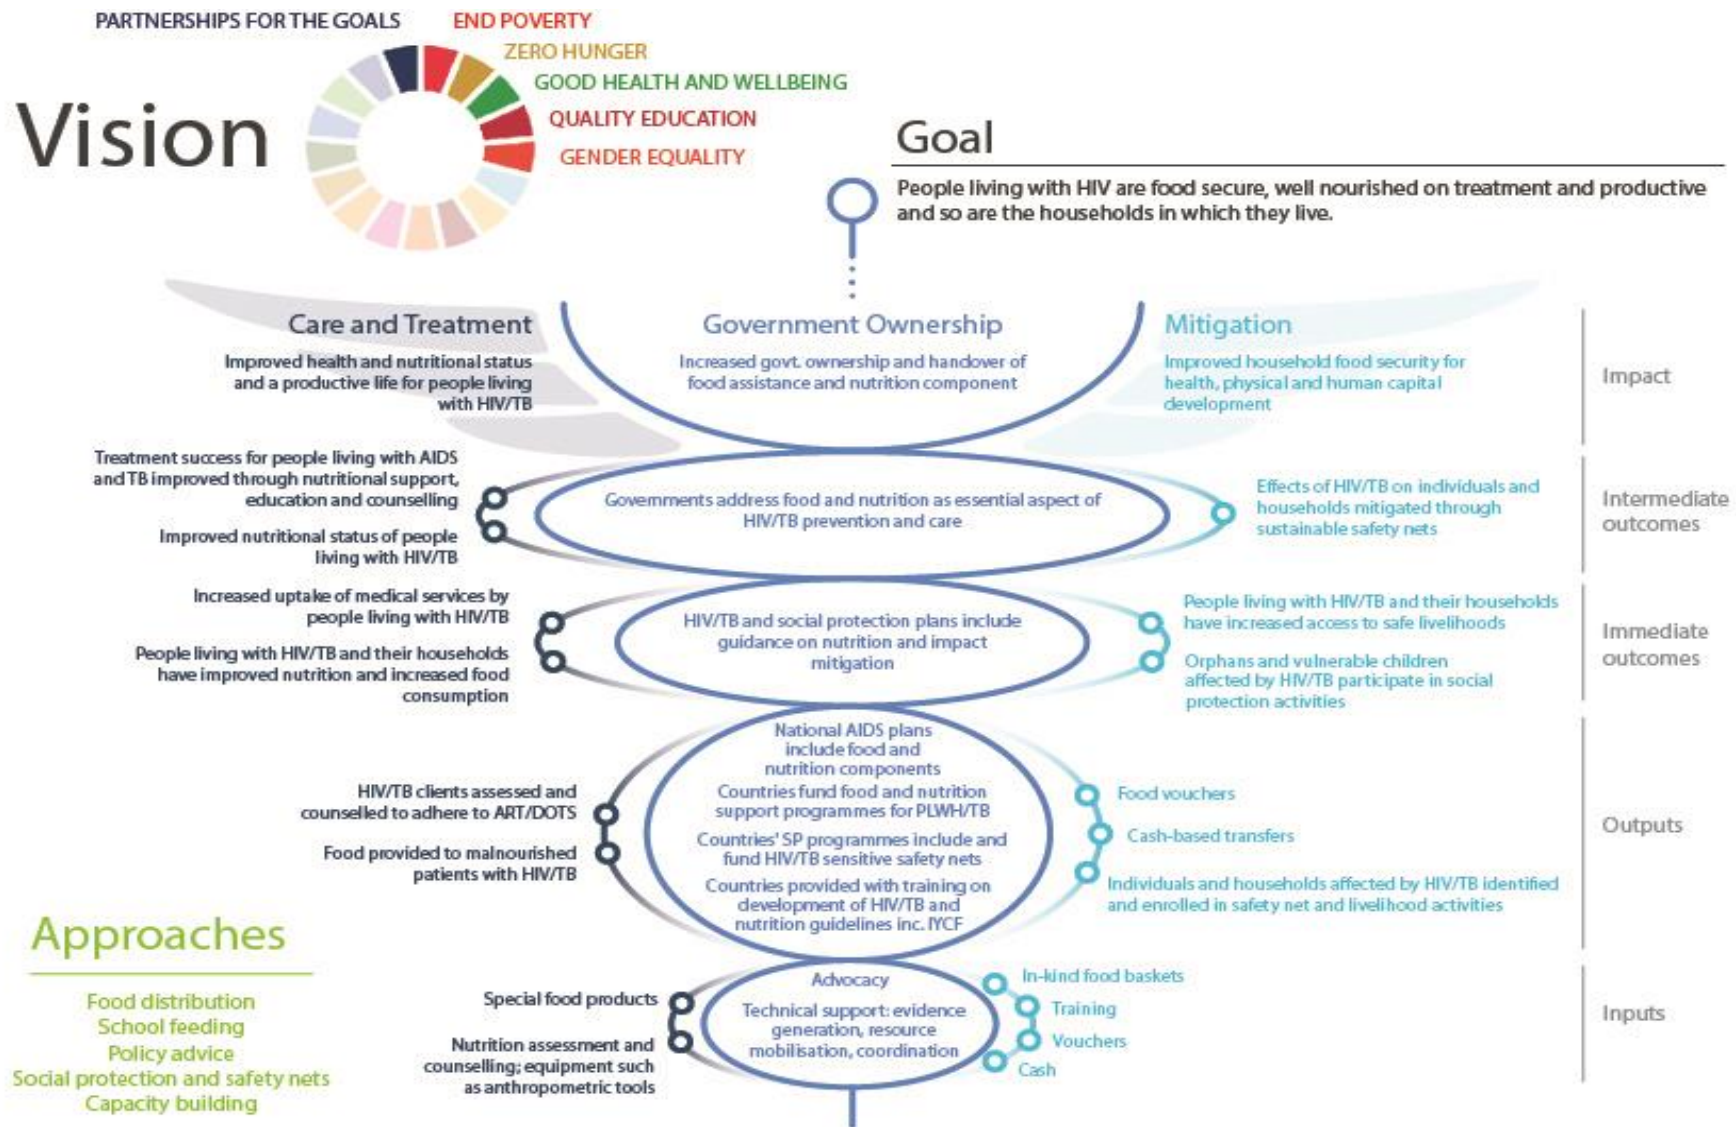 PARTNERSHIPS FOR THE GOALS
END POVERTY
ZERO HUNGER
GOOD HEALTH AND WELLBEING
QUALITY EDUCATION
GENDER EQUALITY
Vision
Goal
People living with HIV are food secure, well nourished on treatment and productive
and so are the households in which they live.
Care and Treatment
Improved health and nutritional status
and a productive life for people living
with HIV/TB
Government Ownership
Increased govt. ownership and handover of
food assistance and nutrition component
Mitigation
Improved household food security for
health, physical and human capital
development
Impact
Treatment success for people living with AIDS
and TB improved through nutritional support,
education and counselling
Improved nutritional status of people
living with HIV/TB
Governments address food and nutrition as essential aspect of
HIV/TB prevention and care
Effects of HIV/TB on individuals and
households mitigated through
sustainable safety nets
Intermediate
outcomes
Increased uptake of medical services by
people living with HIV/TB
People living with HIV/TB and their households
have improved nutrition and increased food
consumption
HIV/TB and social protection plans include
guidance on nutrition and impact
mitigation
People living with HIV/TB and their households
have increased access to safe livelihoods
Orphans and vulnerable children
affected by HIV/TB participate in social
protection activities
Immediate
outcomes
HIV/TB clients assessed and
counselled to adhere to ART/DOTS
Food provided to malnourished
patients with HIV/TB
National AIDS plans
include food and
nutrition components
Countries fund food and nutrition
support programmes for PLWH/TB
Countries' SP programmes include and
fund HIV/TB sensitive safety nets
Countries provided with training on
development of HIV/TB and
nutrition guidelines inc. IYCF
Food vouchers
Cash-based transfers
Individuals and households affected by HIV/TB identified
and enrolled in safety net and livelihood activities
Outputs
Approaches
Food distribution
School feeding
Policy advice
Social protection and safety nets
Capacity building
Special food products
Nutrition assessment and
counselling; equipment such
as anthropometric tools
Advocacy
Technical support: evidence
generation, resource
mobilisation, coordination
In-kind food baskets
Training
Vouchers
Cash
Inputs